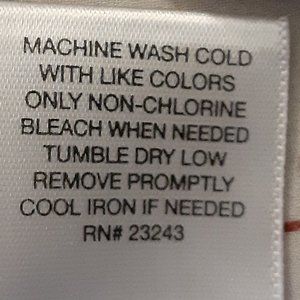 MACHINE WASH COLD
WITH LIKE COLORS
ONLY NON-CHLORINE
BLEACH WHEN NEEDED
TUMBLE DRY LOW
REMOVE PROMPTLY
COOL IRON IF NEEDED
RN# 23243